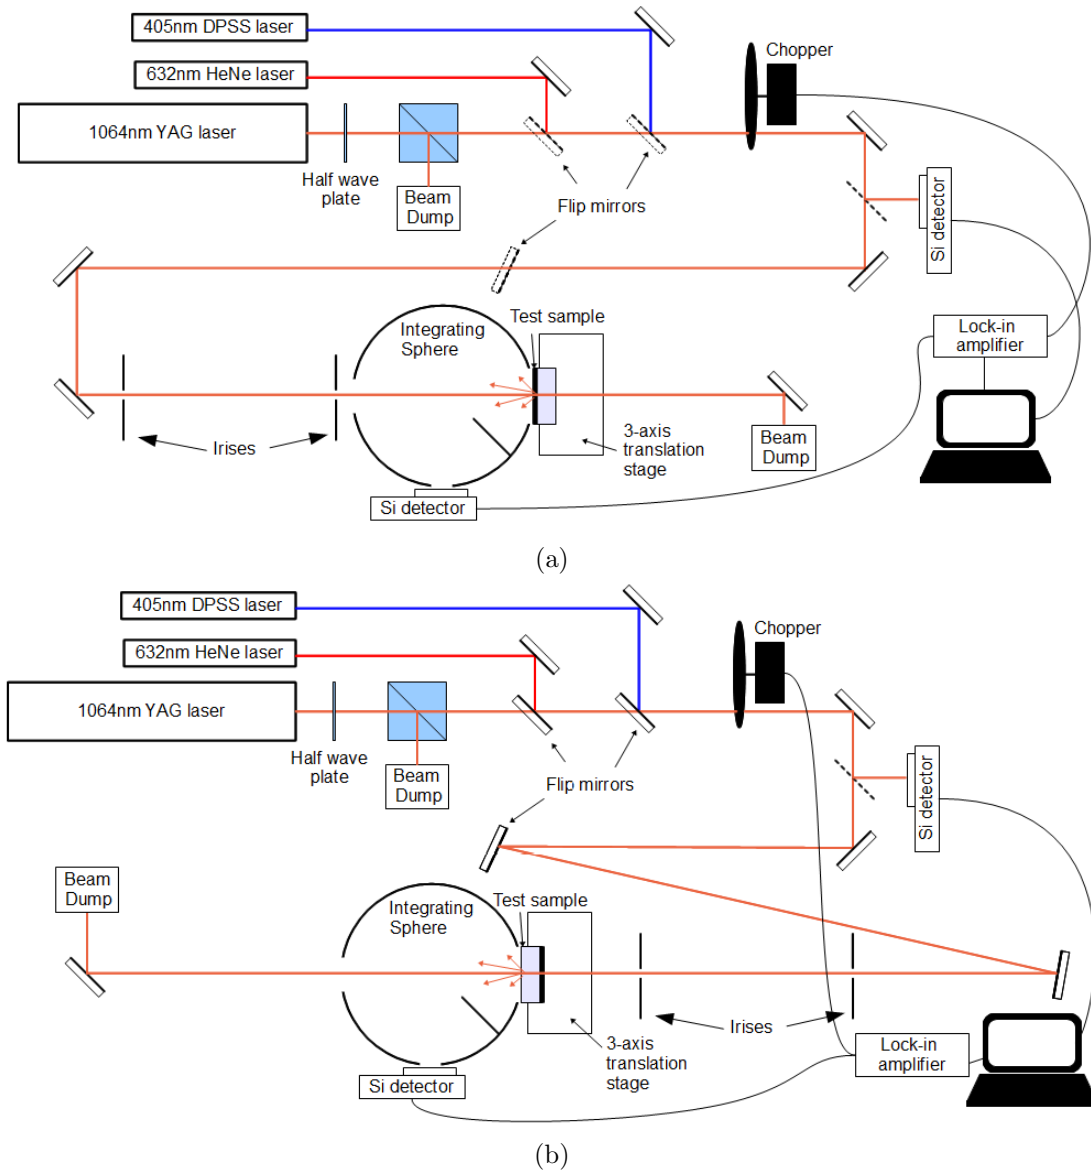 405nm DPSS laser
632nm HeNe laser
1064nm YAG laser
Chopper
Half wave
plate
Beam
Dump
Flip mirrors
Si detector
Integrating
Sphere
Test sample
Lock-in
amplifier
Irises
3-axis
translation
stage
Beam
Dump
Si detector
(a)
405nm DPSS laser
632nm HeNe laser
1064nm YAG laser
Chopper
Half wave
plate
Beam
Dump
Flip mirrors
Si detector
Beam
Dump
Integrating
Sphere
Test sample
Irises
3-axis
translation
stage
Lock-in
amplifier
Si detector
(b)